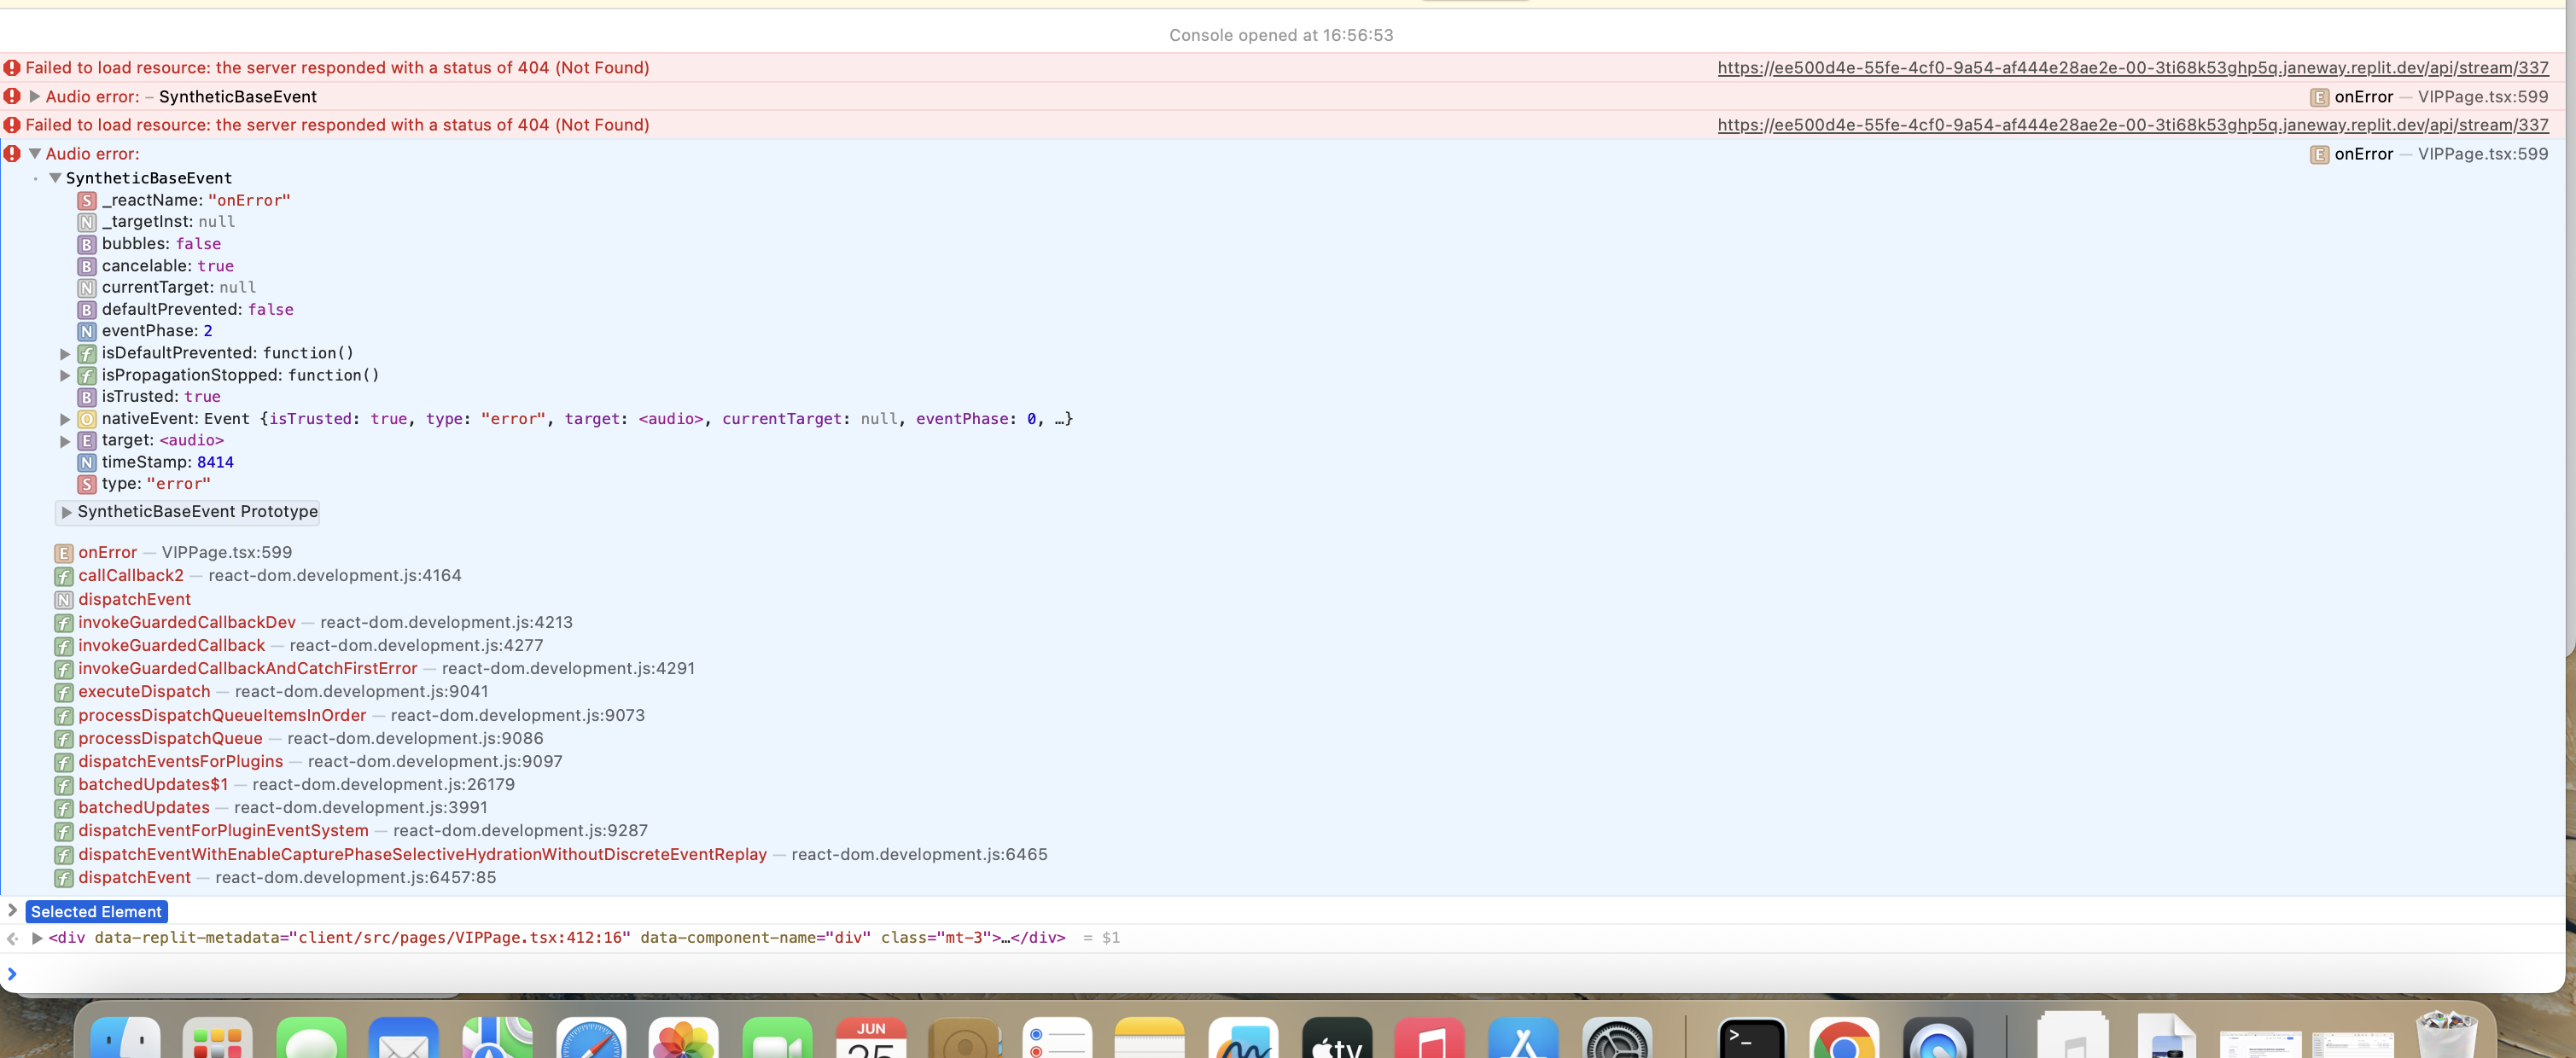 Console opened at 16:56:53
Failed to load resource: the server responded with a status of 404 (Not Found) https://ee500d4e-55fe-4cf0-9a54-af444e28ae2e-00-3ti68k53ghp5q.janeway.replit.dev/api/stream/337
Audio error: – SyntheticBaseEvent E onError — VIPPage.tsx:599
Failed to load resource: the server responded with a status of 404 (Not Found) https://ee500d4e-55fe-4cf0-9a54-af444e28ae2e-00-3ti68k53ghp5q.janeway.replit.dev/api/stream/337
Audio error: E onError — VIPPage.tsx:599
SyntheticBaseEvent
S _reactName: "onError"
N _targetInst: null
B bubbles: false
B cancelable: true
N currentTarget: null
B defaultPrevented: false
N eventPhase: 2
f isDefaultPrevented: function()
f isPropagationStopped: function()
B isTrusted: true
O nativeEvent: Event {isTrusted: true, type: "error", target: <audio>, currentTarget: null, eventPhase: 0, …}
E target: <audio>
N timeStamp: 8414
S type: "error"
SyntheticBaseEvent Prototype
E onError — VIPPage.tsx:599
f callCallback2 — react-dom.development.js:4164
N dispatchEvent
f invokeGuardedCallbackDev — react-dom.development.js:4213
f invokeGuardedCallback — react-dom.development.js:4277
f invokeGuardedCallbackAndCatchFirstError — react-dom.development.js:4291
f executeDispatch — react-dom.development.js:9041
f processDispatchQueueItemsInOrder — react-dom.development.js:9073
f processDispatchQueue — react-dom.development.js:9086
f dispatchEventsForPlugins — react-dom.development.js:9097
f batchedUpdates$1 — react-dom.development.js:26179
f batchedUpdates — react-dom.development.js:3991
f dispatchEventForPluginEventSystem — react-dom.development.js:9287
f dispatchEventWithEnableCapturePhaseSelectiveHydrationWithoutDiscreteEventReplay — react-dom.development.js:6465
f dispatchEvent — react-dom.development.js:6457:85
Selected Element
<div data-replit-metadata="client/src/pages/VIPPage.tsx:412:16" data-component-name="div" class="mt-3">…</div> = $1
JUN
25
tv
>_